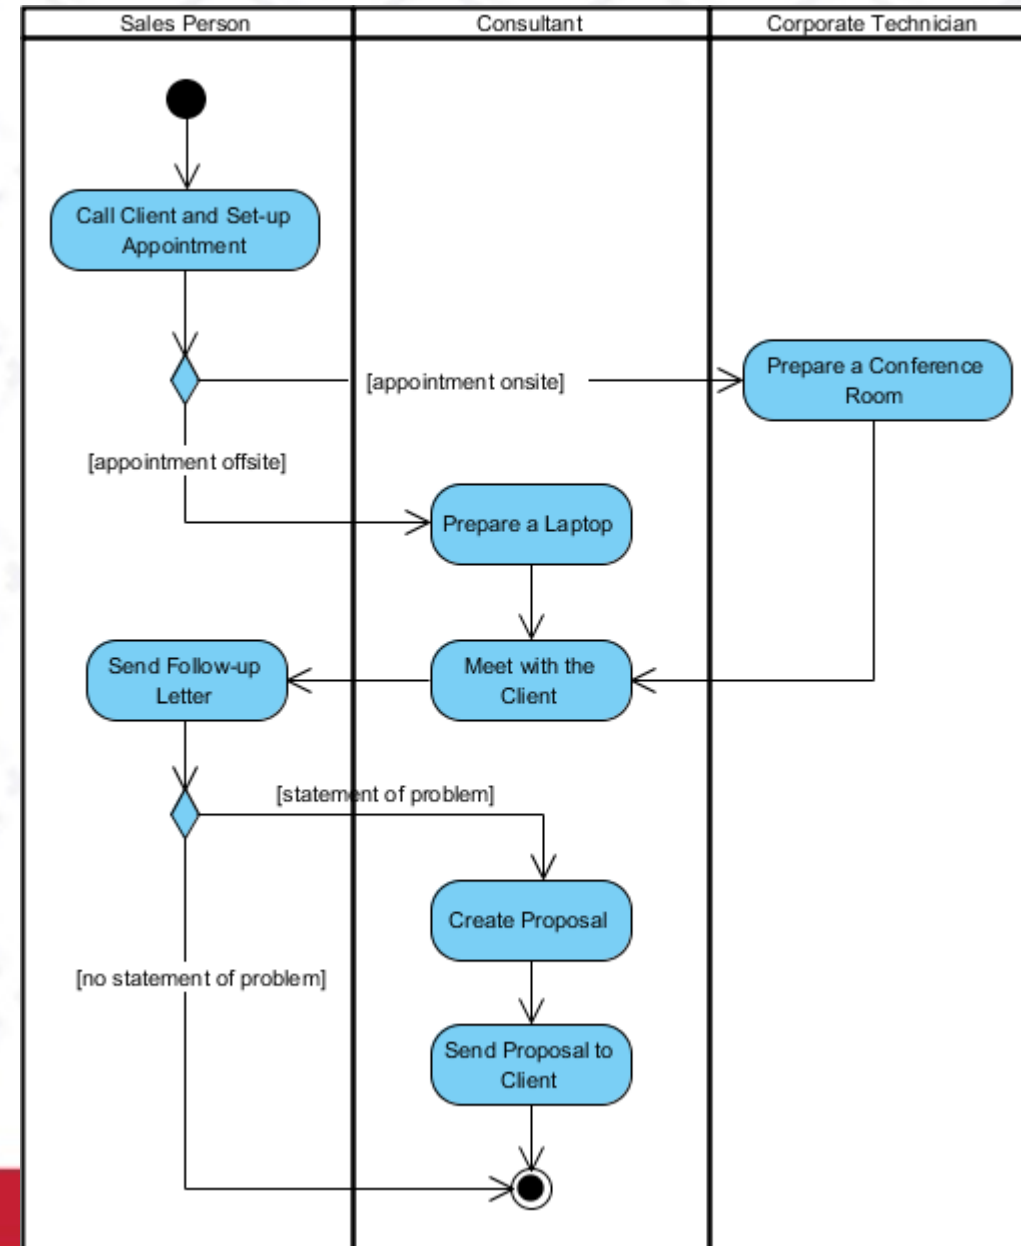 Sales Person
Consultant
Corporate Technician
Call Client and Set-up
Appointment
[appointment onsite]
Prepare a Conference
Room
[appointment offsite]
Prepare a Laptop
Send Follow-up
Letter
Meet with the
Client
[statement of problem]
Create Proposal
[no statement of problem]
Send Proposal to
Client